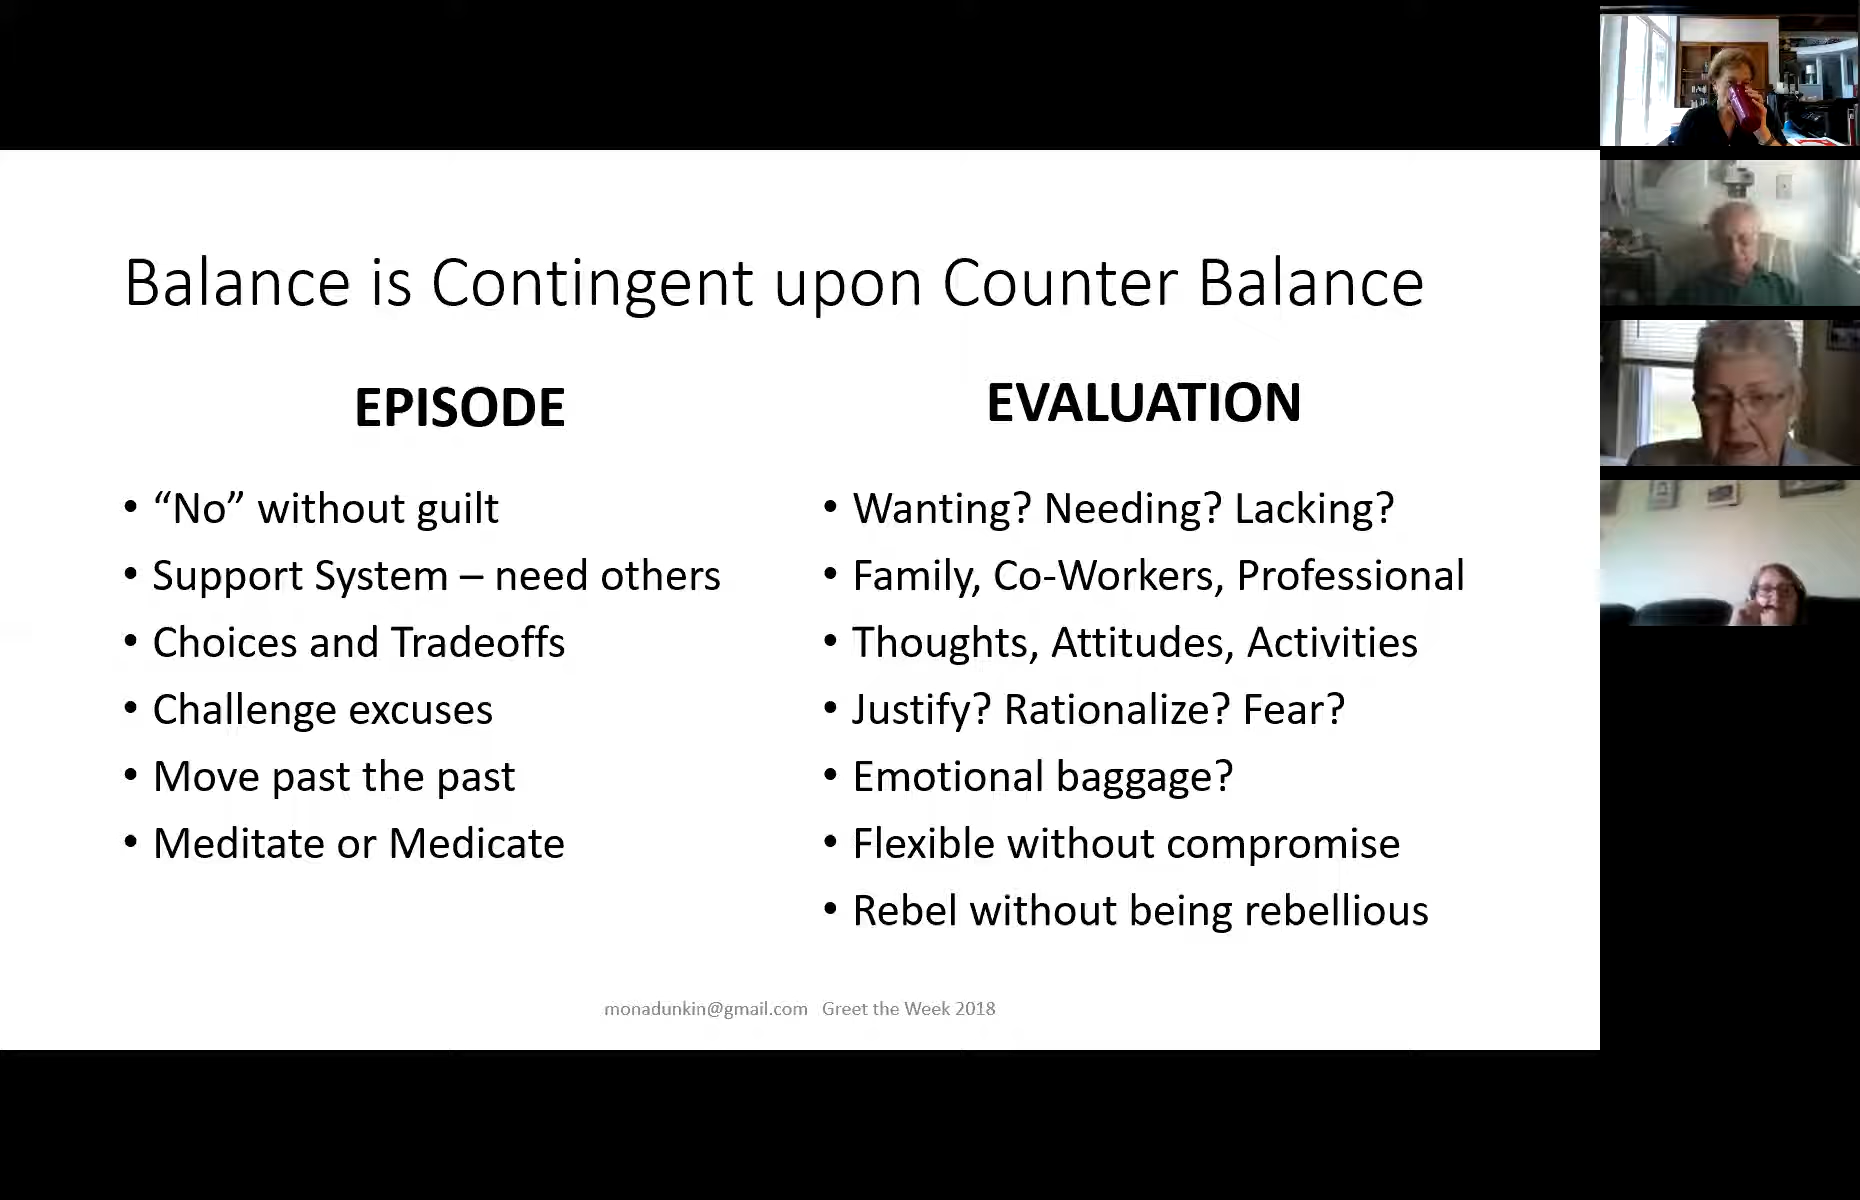 Balance is Contingent upon Counter Balance
EPISODE
• “No” without guilt
• Support System – need others
• Choices and Tradeoffs
• Challenge excuses
• Move past the past
• Meditate or Medicate
EVALUATION
• Wanting? Needing? Lacking?
• Family, Co-Workers, Professional
• Thoughts, Attitudes, Activities
• Justify? Rationalize? Fear?
• Emotional baggage?
• Flexible without compromise
• Rebel without being rebellious
monadunkin@gmail.com Greet the Week 2018